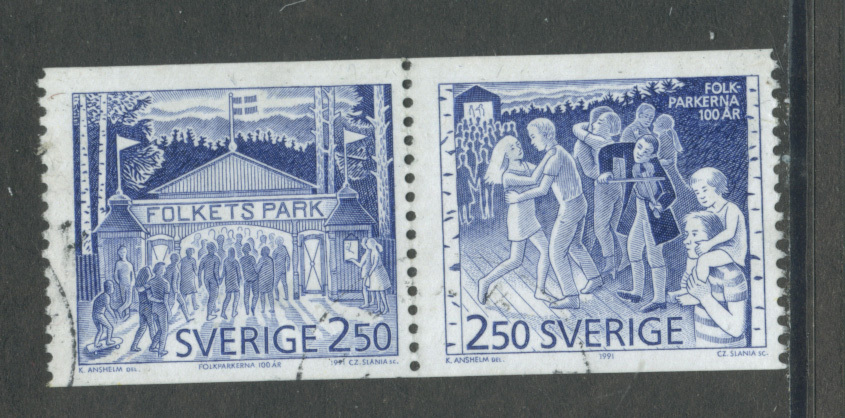 FOLKETS PARK
SVERIGE 2.50
K. ANSHELM DEL.
FOLKPARKERNA 100 ÅR
1991 CZ. SLANIA SC.
FOLK-
PARKERNA
100 ÅR
2.50 SVERIGE
K. ANSHELM DEL.
1991
CZ. SLANIA SC.